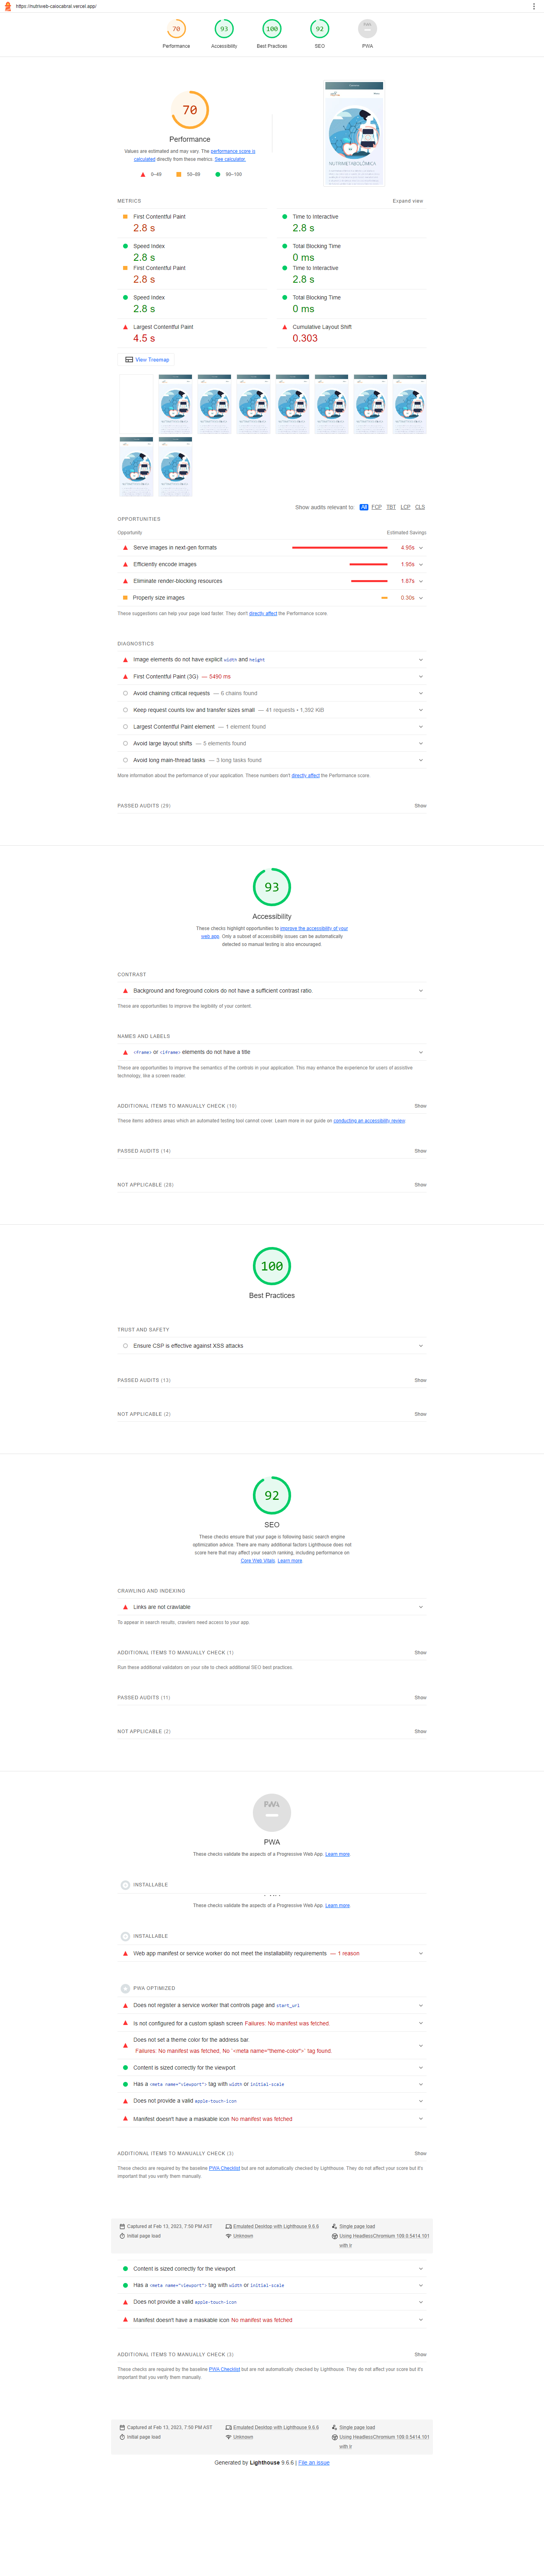 https://nutriweb-caiocabral.vercel.app/
70
93
100
92
Performance
Accessibility
Best Practices
SEO
PWA
70
Performance
Values are estimated and may vary. The performance score is
calculated directly from these metrics. See calculator.
0–49
50–89
90–100
METRICS
Expand view
First Contentful Paint
2.8 s
Time to Interactive
2.8 s
Speed Index
2.8 s
Total Blocking Time
0 ms
First Contentful Paint
2.8 s
Time to Interactive
2.8 s
Speed Index
2.8 s
Total Blocking Time
0 ms
Largest Contentful Paint
4.5 s
Cumulative Layout Shift
0.303
View Treemap
Show audits relevant to: All FCP TBT LCP CLS
OPPORTUNITIES
Opportunity
Estimated Savings
Serve images in next-gen formats
4.95s
Efficiently encode images
1.95s
Eliminate render-blocking resources
1.87s
Properly size images
0.30s
These suggestions can help your page load faster. They don't directly affect the Performance score.
DIAGNOSTICS
Image elements do not have explicit width and height
First Contentful Paint (3G) — 5490 ms
Avoid chaining critical requests — 6 chains found
Keep request counts low and transfer sizes small — 41 requests • 1,392 KiB
Largest Contentful Paint element — 1 element found
Avoid large layout shifts — 5 elements found
Avoid long main-thread tasks — 3 long tasks found
More information about the performance of your application. These numbers don't directly affect the Performance score.
PASSED AUDITS (29)
Show
93
Accessibility
These checks highlight opportunities to improve the accessibility of your
web app. Only a subset of accessibility issues can be automatically
detected so manual testing is also encouraged.
CONTRAST
Background and foreground colors do not have a sufficient contrast ratio.
These are opportunities to improve the legibility of your content.
NAMES AND LABELS
<frame> or <iframe> elements do not have a title
These are opportunities to improve the semantics of the controls in your application. This may enhance the experience for users of assistive
technology, like a screen reader.
ADDITIONAL ITEMS TO MANUALLY CHECK (10)
Show
These items address areas which an automated testing tool cannot cover. Learn more in our guide on conducting an accessibility review.
PASSED AUDITS (14)
Show
NOT APPLICABLE (28)
Show
100
Best Practices
TRUST AND SAFETY
Ensure CSP is effective against XSS attacks
PASSED AUDITS (13)
Show
NOT APPLICABLE (2)
Show
92
SEO
These checks ensure that your page is following basic search engine
optimization advice. There are many additional factors Lighthouse does not
score here that may affect your search ranking, including performance on
Core Web Vitals. Learn more.
CRAWLING AND INDEXING
Links are not crawlable
To appear in search results, crawlers need access to your app.
ADDITIONAL ITEMS TO MANUALLY CHECK (1)
Show
Run these additional validators on your site to check additional SEO best practices.
PASSED AUDITS (11)
Show
NOT APPLICABLE (2)
Show
PWA
These checks validate the aspects of a Progressive Web App. Learn more.
INSTALLABLE
These checks validate the aspects of a Progressive Web App. Learn more.
INSTALLABLE
Web app manifest or service worker do not meet the installability requirements — 1 reason
PWA OPTIMIZED
Does not register a service worker that controls page and start_url
Is not configured for a custom splash screen Failures: No manifest was fetched.
Does not set a theme color for the address bar.
Failures: No manifest was fetched, No `<meta name="theme-color">` tag found.
Content is sized correctly for the viewport
Has a <meta name="viewport"> tag with width or initial-scale
Does not provide a valid apple-touch-icon
Manifest doesn't have a maskable icon No manifest was fetched
ADDITIONAL ITEMS TO MANUALLY CHECK (3)
Show
These checks are required by the baseline PWA Checklist but are not automatically checked by Lighthouse. They do not affect your score but it's
important that you verify them manually.
Captured at Feb 13, 2023, 7:50 PM AST
Emulated Desktop with Lighthouse 9.6.6
Single page load
Initial page load
Unknown
Using HeadlessChromium 109.0.5414.101
with lr
Content is sized correctly for the viewport
Has a <meta name="viewport"> tag with width or initial-scale
Does not provide a valid apple-touch-icon
Manifest doesn't have a maskable icon No manifest was fetched
ADDITIONAL ITEMS TO MANUALLY CHECK (3)
Show
These checks are required by the baseline PWA Checklist but are not automatically checked by Lighthouse. They do not affect your score but it's
important that you verify them manually.
Captured at Feb 13, 2023, 7:50 PM AST
Emulated Desktop with Lighthouse 9.6.6
Single page load
Initial page load
Unknown
Using HeadlessChromium 109.0.5414.101
with lr
Generated by Lighthouse 9.6.6 | File an issue